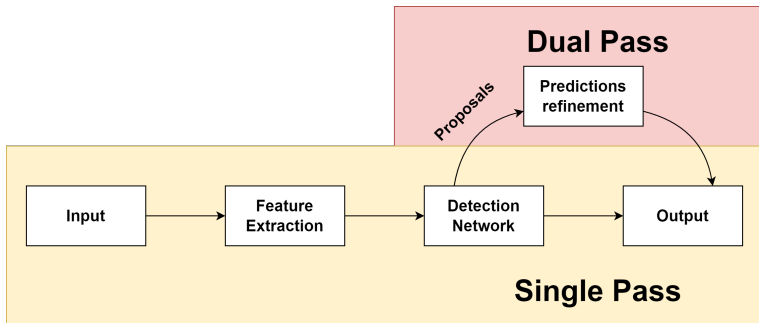 Dual Pass
Predictions
refinement
Proposals
Input
Feature
Extraction
Detection
Network
Output
Single Pass